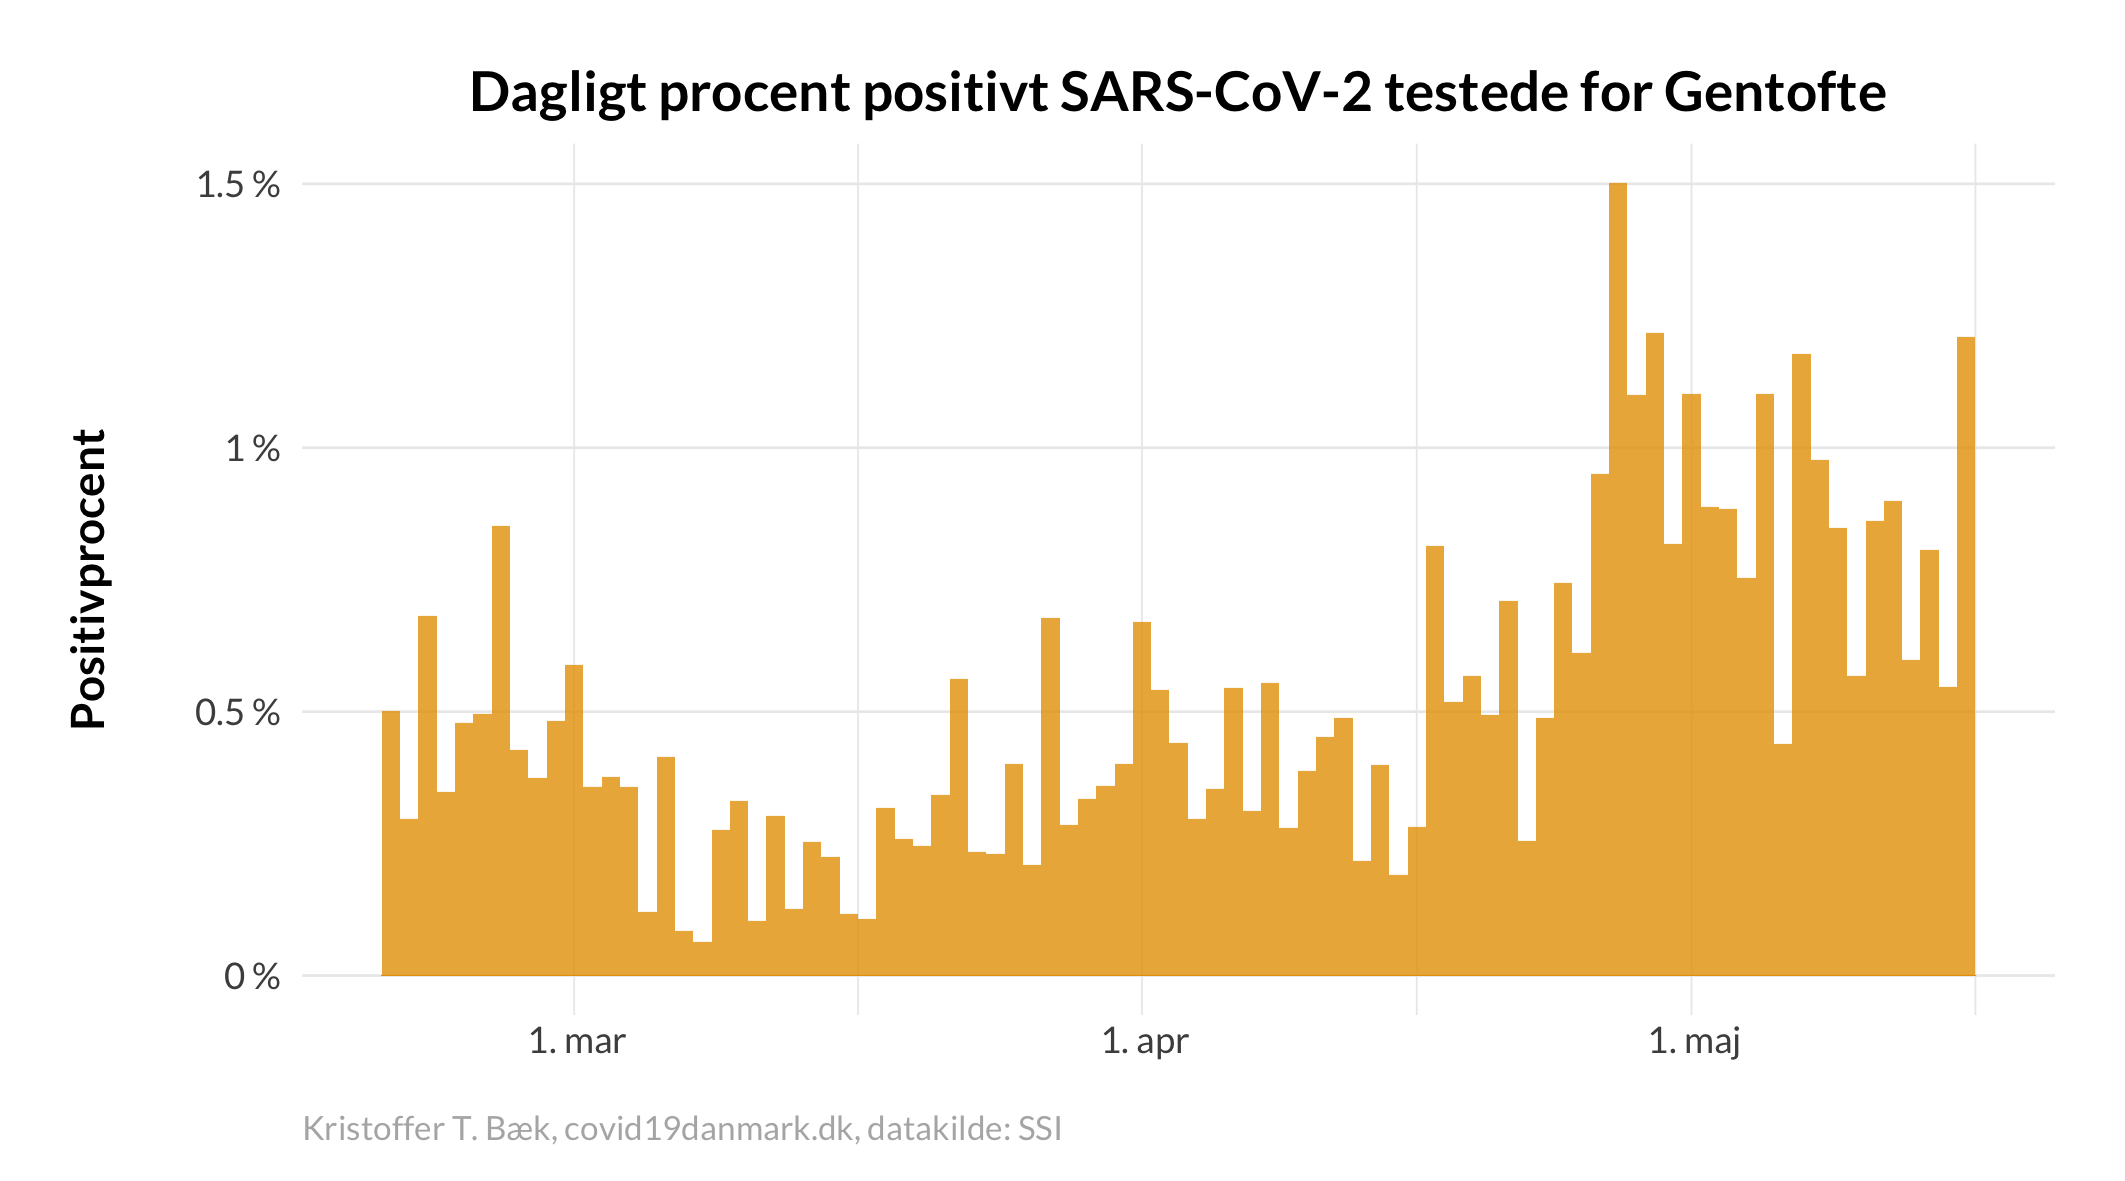 Dagligt procent positivt SARS-CoV-2 testede for Gentofte
Positivprocent
1.5 %
1 %
0.5 %
0 %
1. mar
1. apr
1. maj
Kristoffer T. Bæk, covid19danmark.dk, datakilde: SSI